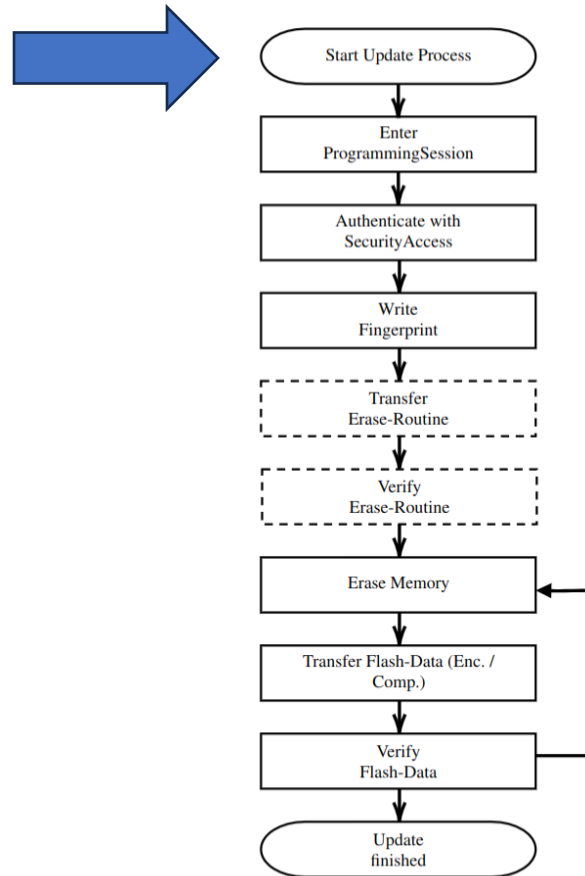 Start Update Process
Enter
ProgrammingSession
Authenticate with
SecurityAccess
Write
Fingerprint
Transfer
Erase-Routine
Verify
Erase-Routine
Erase Memory
Transfer Flash-Data (Enc. /
Comp.)
Verify
Flash-Data
Update
finished